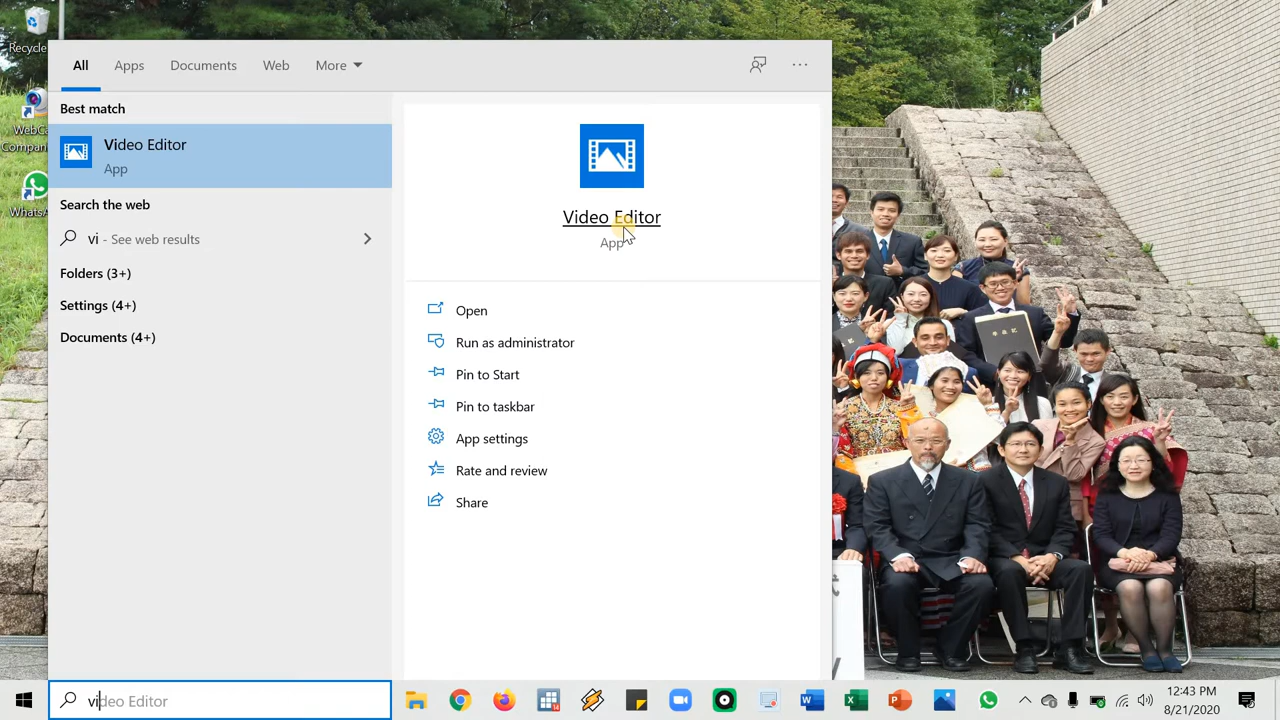 Recycle
WebCa
Compani
WhatsA
All
Apps
Documents
Web
More
Best match
Video Editor
App
Search the web
vi - See web results
Folders (3+)
Settings (4+)
Documents (4+)
Video Editor
App
Open
Run as administrator
Pin to Start
Pin to taskbar
App settings
Rate and review
Share
video Editor
12:43 PM
8/21/2020